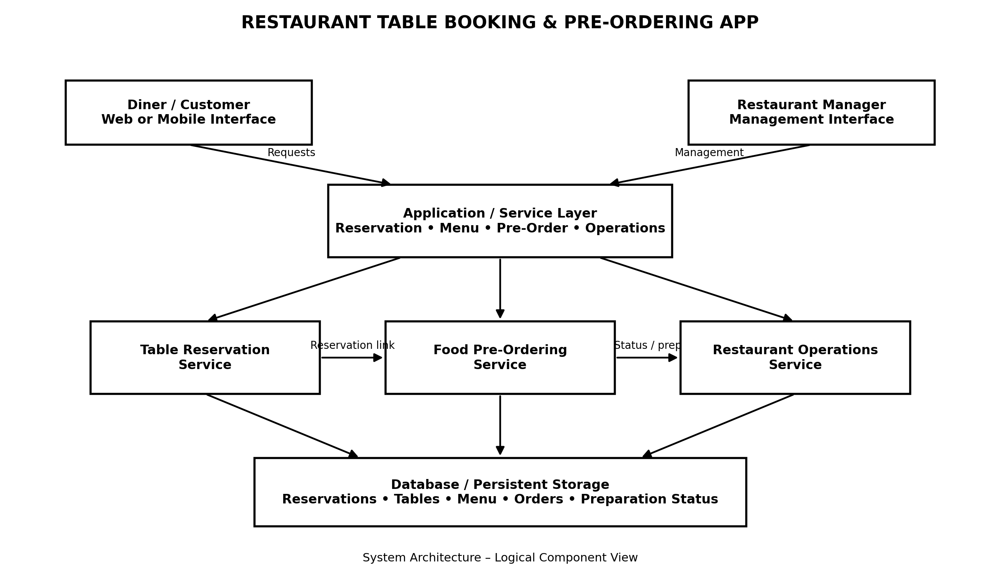 RESTAURANT TABLE BOOKING & PRE-ORDERING APP
Diner / Customer
Web or Mobile Interface
Restaurant Manager
Management Interface
Requests
Management
Application / Service Layer
Reservation • Menu • Pre-Order • Operations
Table Reservation
Service
Reservation link
Food Pre-Ordering
Service
Status / prep
Restaurant Operations
Service
Database / Persistent Storage
Reservations • Tables • Menu • Orders • Preparation Status
System Architecture – Logical Component View